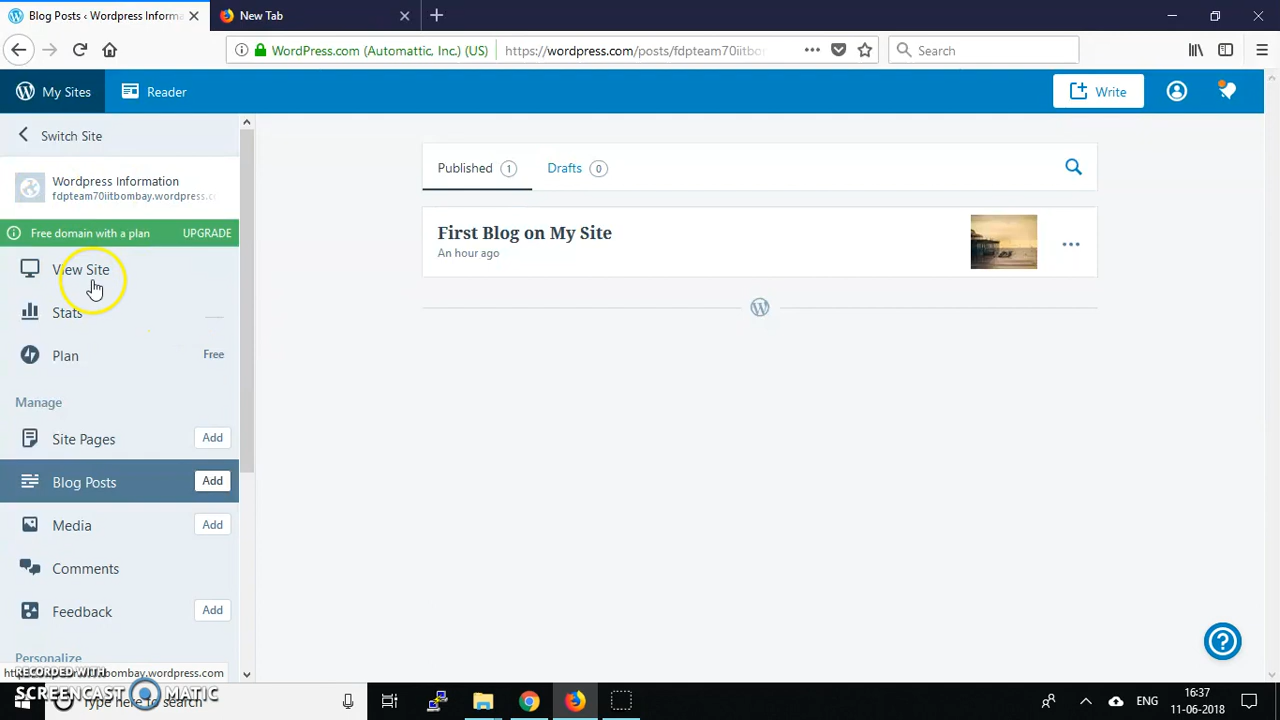 Blog Posts ‹ Wordpress Informa
New Tab
WordPress.com (Automattic, Inc.) (US)
https://wordpress.com/posts/fdpteam70iitbo
Search
My Sites
Reader
Write
Switch Site
Wordpress Information
fdpteam70iitbombay.wordpress.c
Free domain with a plan
UPGRADE
View Site
Stats
Plan
Free
Manage
Site Pages
Add
Blog Posts
Add
Media
Add
Comments
Feedback
Add
Personalize
Published 1
Drafts 0
First Blog on My Site
An hour ago
RECORDED WITH
SCREENCAST MATIC
Type here to search
ENG
16:37
11-06-2018